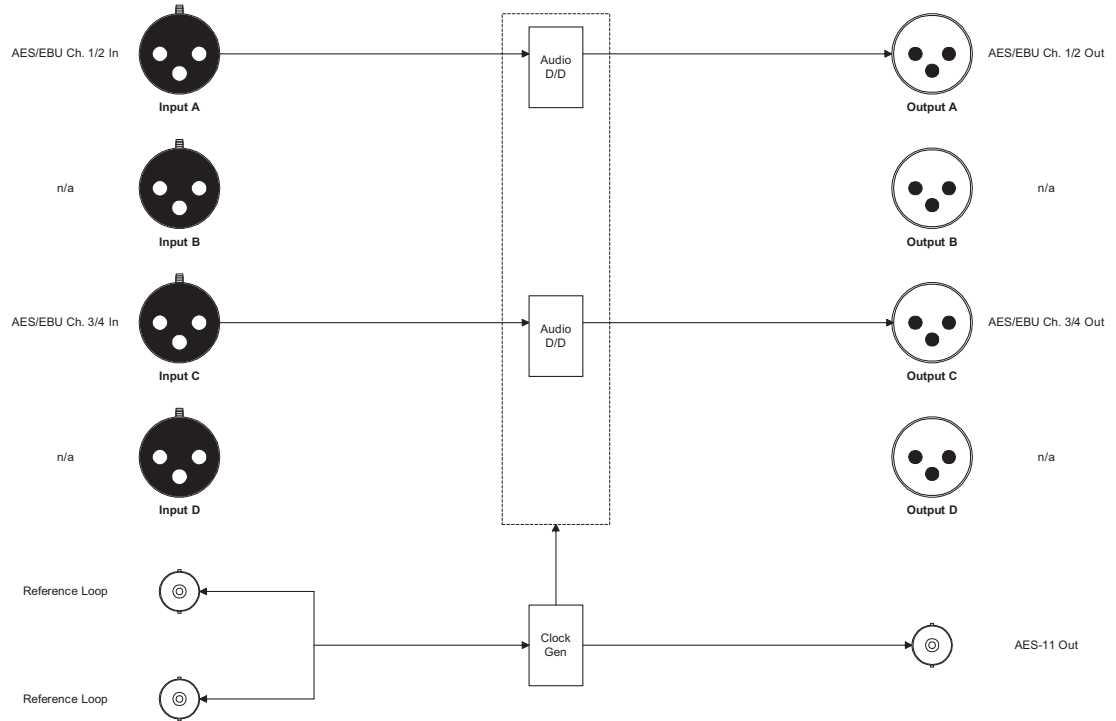 AES/EBU Ch. 1/2 In
Input A
Audio
D/D
AES/EBU Ch. 1/2 Out
Output A
n/a
Input B
Output B
n/a
AES/EBU Ch. 3/4 In
Input C
Audio
D/D
AES/EBU Ch. 3/4 Out
Output C
n/a
Input D
Output D
n/a
Reference Loop
Clock
Gen
AES-11 Out
Reference Loop